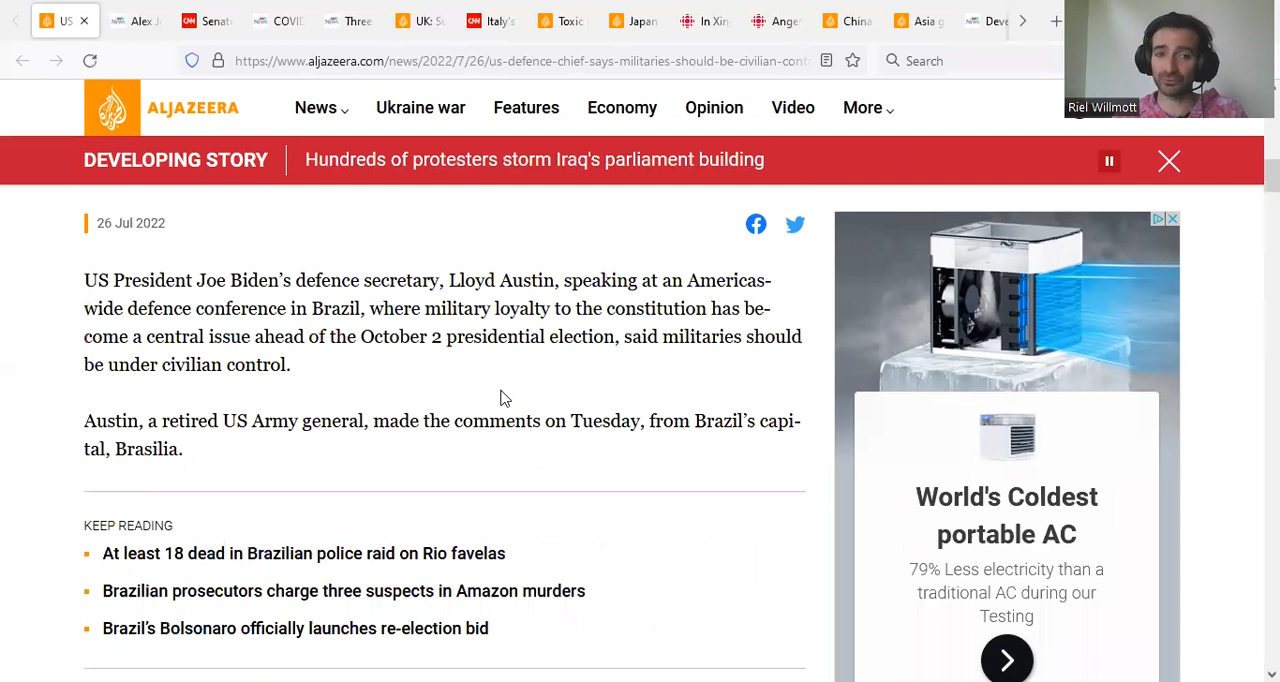 US
Alex J
Senat
COVI
Three
UK: Su
Italy's
Toxic
Japan
In Xin
Ange
China
Asia g
Deve
https://www.aljazeera.com/news/2022/7/26/us-defence-chief-says-militaries-should-be-civilian-cont
Search
Riel Willmott
ALJAZEERA
News
Ukraine war
Features
Economy
Opinion
Video
More
DEVELOPING STORY
Hundreds of protesters storm Iraq's parliament building
26 Jul 2022
US President Joe Biden’s defence secretary, Lloyd Austin, speaking at an Americas-
wide defence conference in Brazil, where military loyalty to the constitution has be-
come a central issue ahead of the October 2 presidential election, said militaries should
be under civilian control.
Austin, a retired US Army general, made the comments on Tuesday, from Brazil’s capi-
tal, Brasilia.
KEEP READING
At least 18 dead in Brazilian police raid on Rio favelas
Brazilian prosecutors charge three suspects in Amazon murders
Brazil’s Bolsonaro officially launches re-election bid
World's Coldest
portable AC
79% Less electricity than a
traditional AC during our
Testing